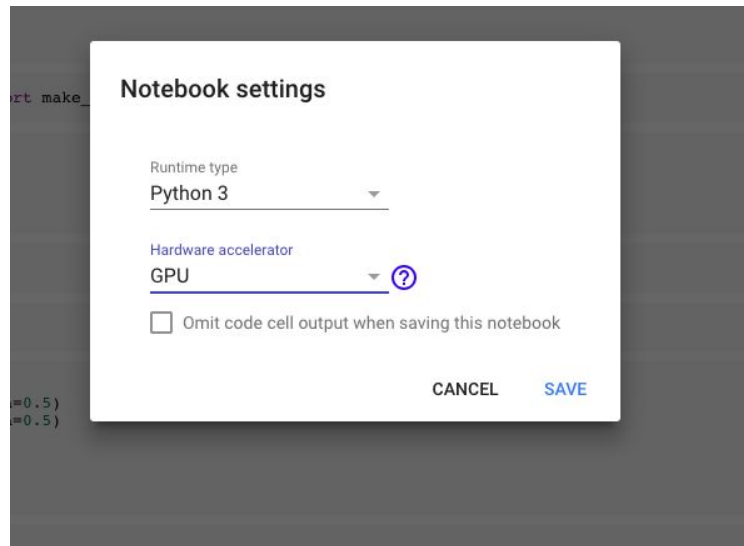 Notebook settings
rt make_
Runtime type
Python 3
Hardware accelerator
GPU
?
Omit code cell output when saving this notebook
CANCEL SAVE
=0.5)
=0.5)